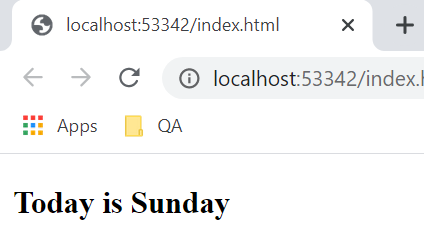 localhost:53342/index.html
localhost:53342/index.h
Apps QA
Today is Sunday